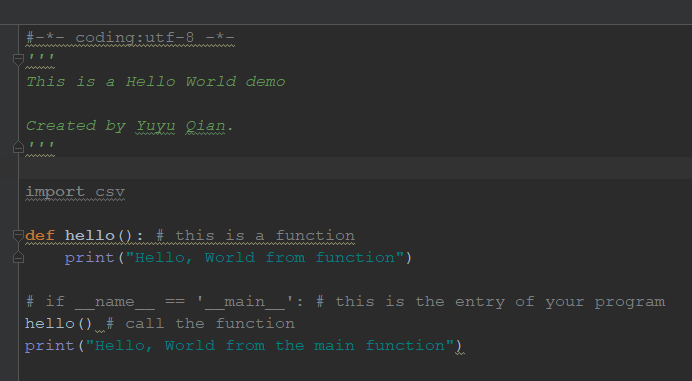 #-*- coding:utf-8 -*-
'''
This is a Hello World demo
Created by Yuyu Qian.
'''
import csv
def hello(): # this is a function
    print("Hello, World from function")
# if __name__ == '__main__': # this is the entry of your program
hello() # call the function
print("Hello, World from the main function")